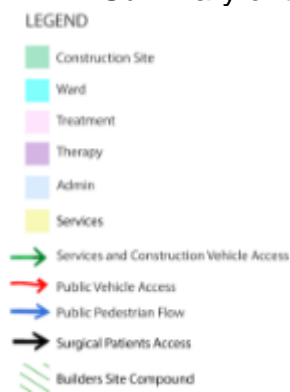 LEGEND
Construction Site
Ward
Treatment
Therapy
Admin
Services
Services and Construction Vehicle Access
Public Vehicle Access
Public Pedestrian Flow
Surgical Patients Access
Builders Site Compound